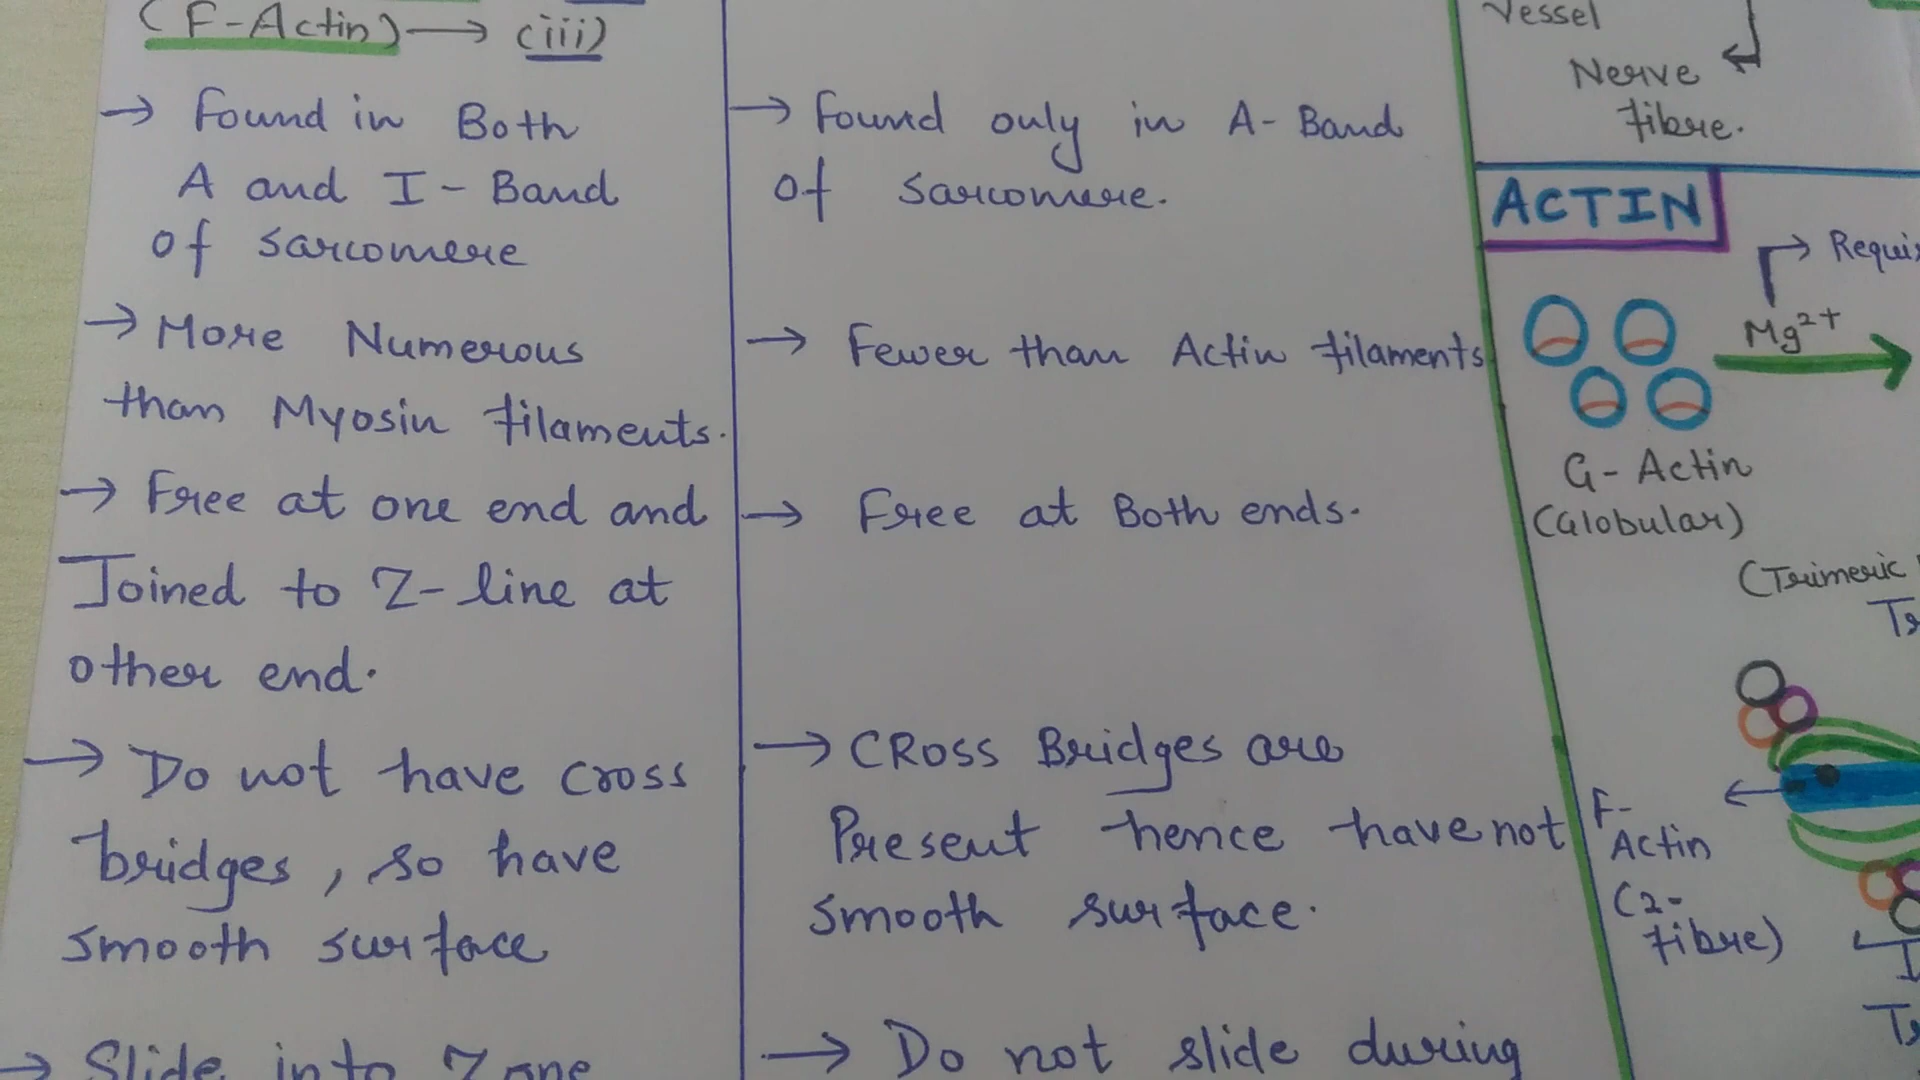 (F-Actin) → (iii)
→ Found in Both
A and I-Band
of sarcomere
→ More Numerous
than Myosin filaments.
→ Free at one end and
Joined to Z-line at
other end.
→ Do not have cross
bridges, so have
smooth surface
→ Slide into Zone
→ Found only in A-Band
of sarcomere.
→ Fewer than Actin filaments
→ Free at Both ends.
→ CROSS Bridges are
Present hence have not
smooth surface.
→ Do not slide during
Vessel
Nerve
fibre.
ACTIN
Mg²⁺
G-Actin
(Globular)
(Trimeric
F-
Actin
(2-
fibre)